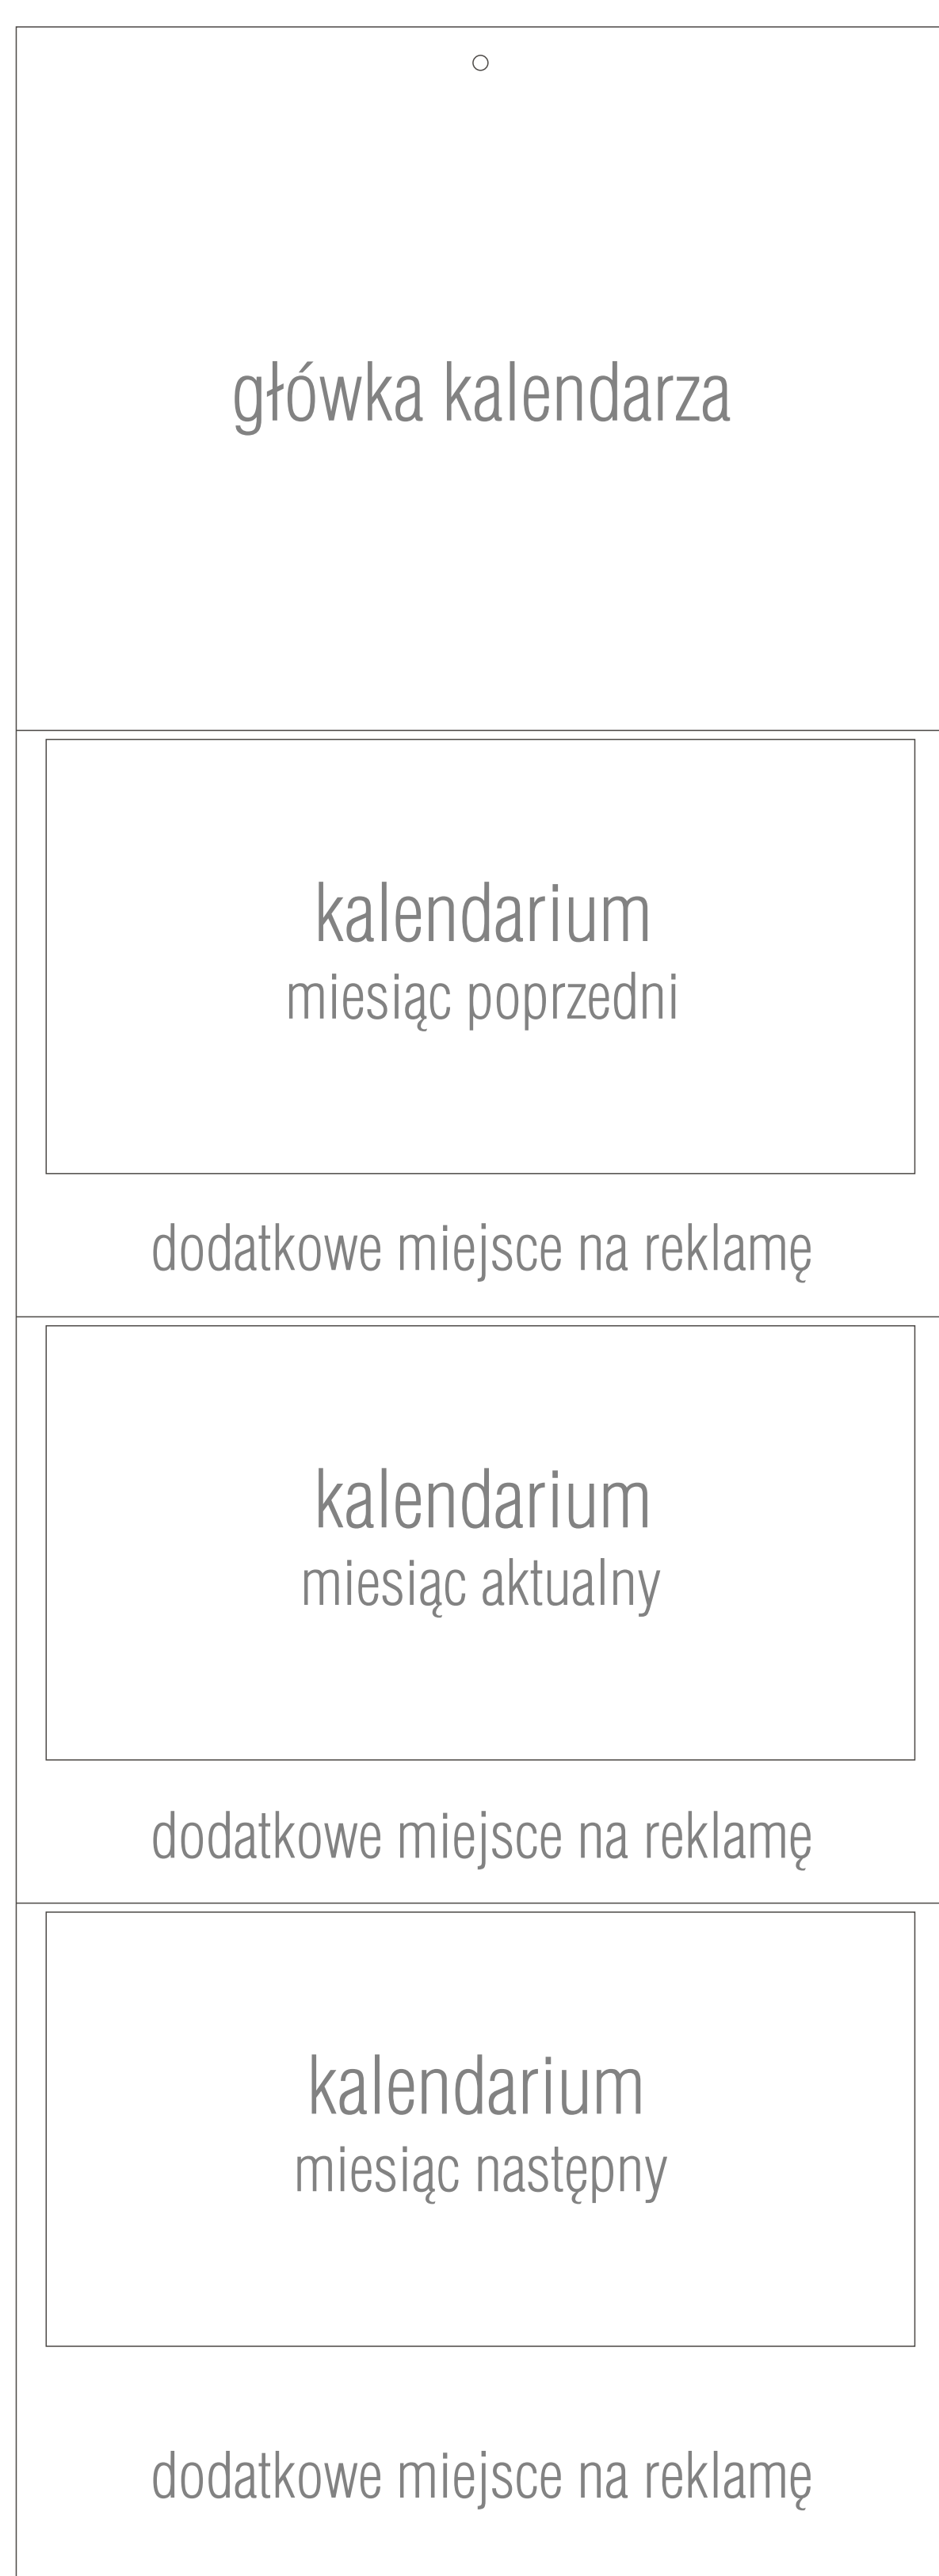 główka kalendarza
kalendarium
miesiąc poprzedni
dodatkowe miejsce na reklamę
kalendarium
miesiąc aktualny
dodatkowe miejsce na reklamę
kalendarium
miesiąc następny
dodatkowe miejsce na reklamę